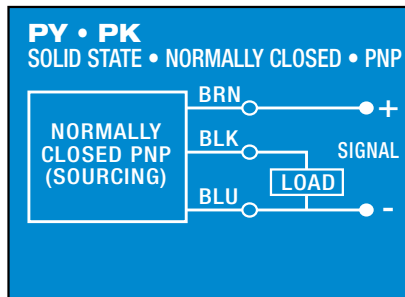 PY • PK
SOLID STATE • NORMALLY CLOSED • PNP
BRN
+
NORMALLY
CLOSED PNP
(SOURCING)
BLK
SIGNAL
LOAD
BLU
-